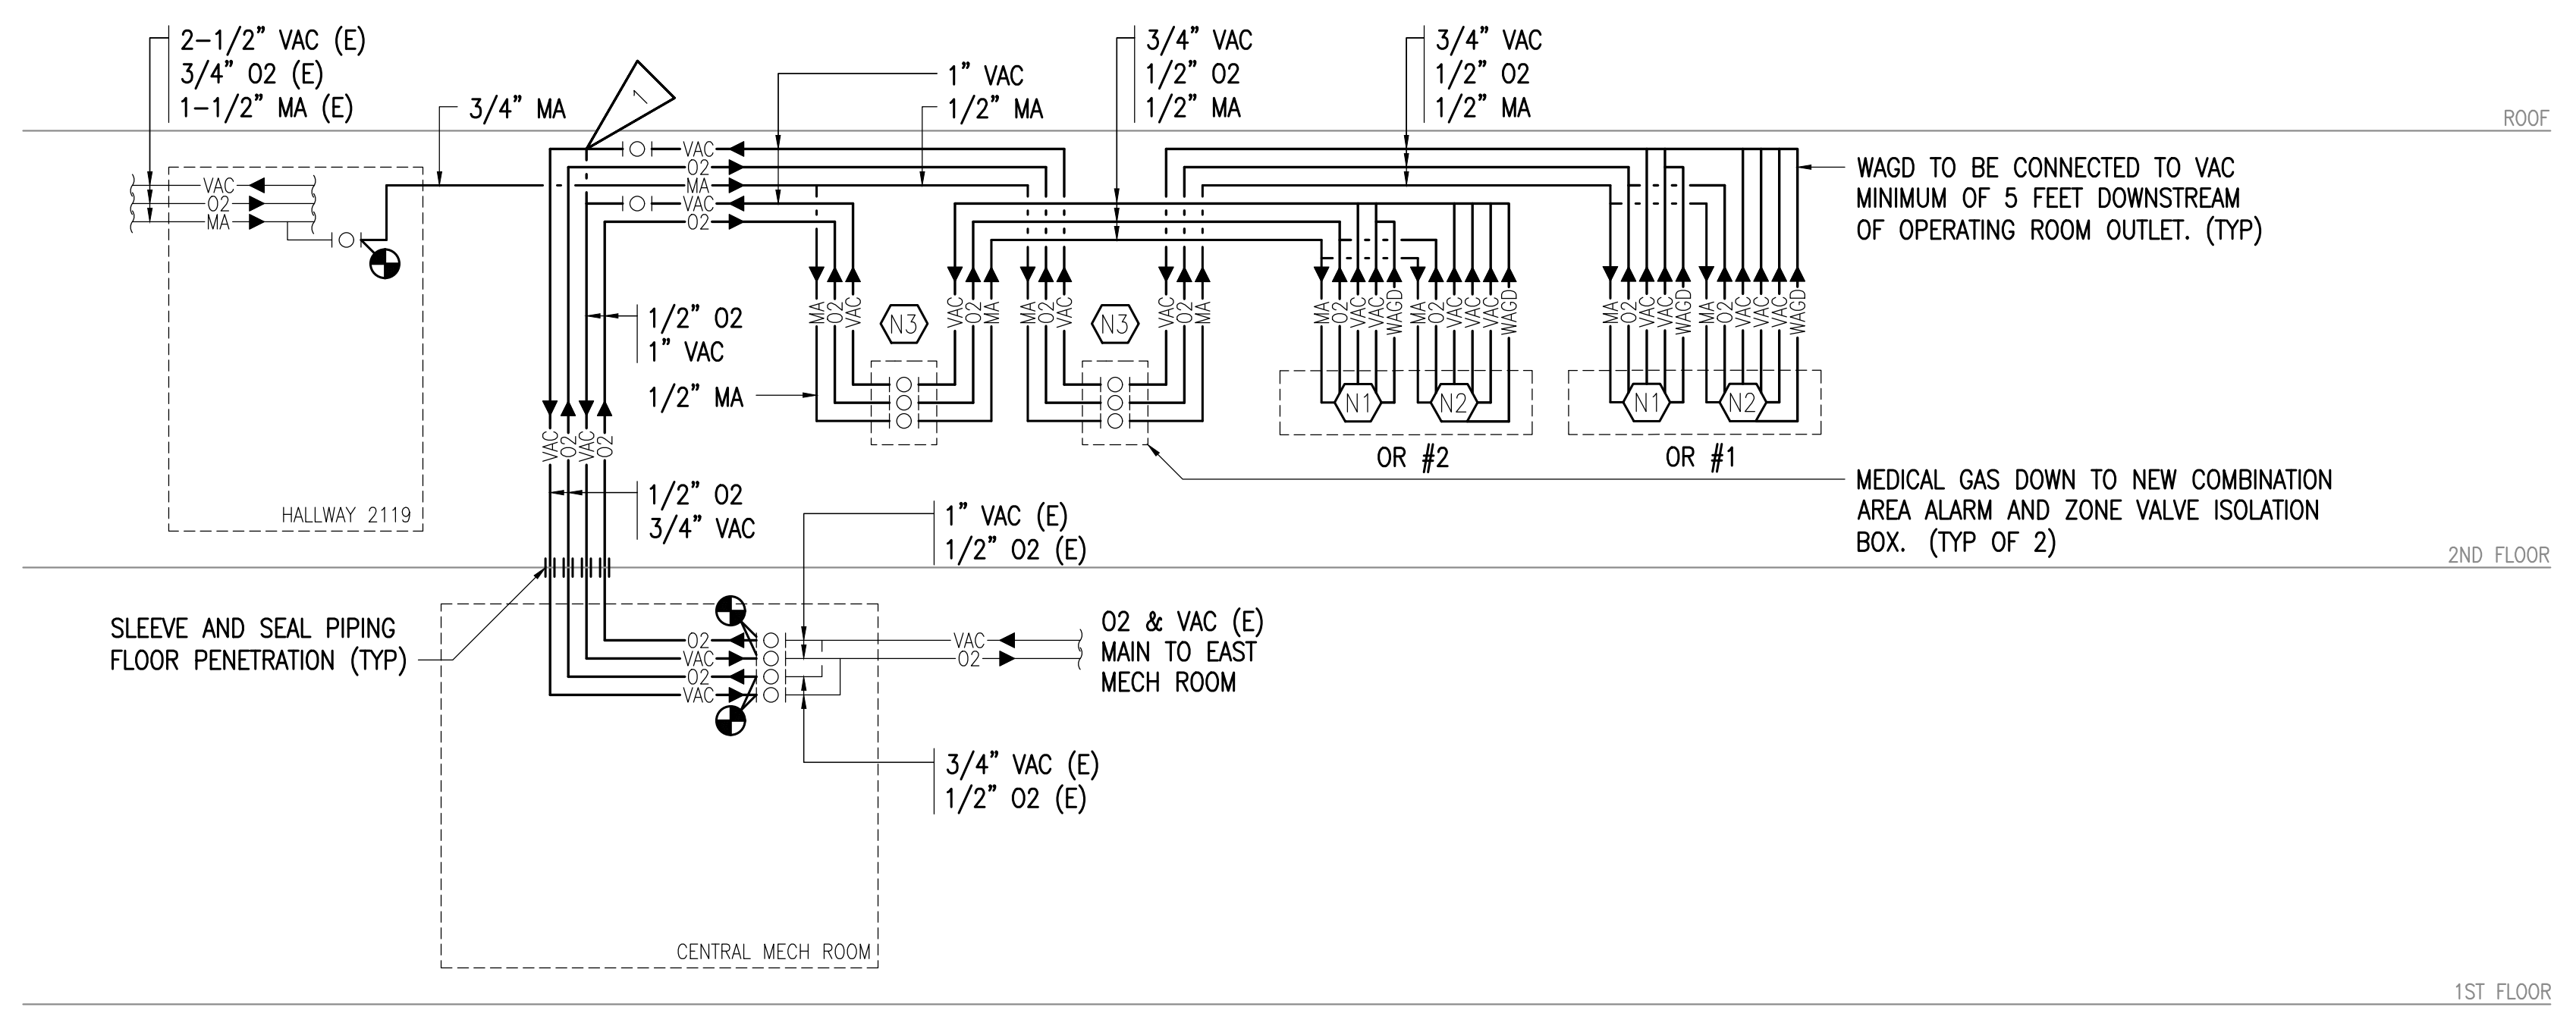 2-1/2" VAC (E)
3/4" O2 (E)
1-1/2" MA (E)
3/4" MA
1
1" VAC
1/2" MA
3/4" VAC
1/2" O2
1/2" MA
3/4" VAC
1/2" O2
1/2" MA
ROOF
VAC
O2
MA
VAC
O2
MA
VAC
O2
WAGD TO BE CONNECTED TO VAC
MINIMUM OF 5 FEET DOWNSTREAM
OF OPERATING ROOM OUTLET. (TYP)
MA
O2
VAC
N3
VAC
O2
MA
MA
O2
VAC
N3
VAC
O2
MA
MA
O2
VAC
VAC
WAGD
MA
O2
VAC
VAC
VAC
WAGD
MA
O2
VAC
VAC
WAGD
MA
O2
VAC
VAC
VAC
WAGD
1/2" O2
1" VAC
1/2" MA
N1
N2
N1
N2
OR #2
OR #1
VAC
O2
VAC
O2
1/2" O2
3/4" VAC
HALLWAY 2119
1" VAC (E)
1/2" O2 (E)
MEDICAL GAS DOWN TO NEW COMBINATION
AREA ALARM AND ZONE VALVE ISOLATION
BOX. (TYP OF 2)
2ND FLOOR
SLEEVE AND SEAL PIPING
FLOOR PENETRATION (TYP)
O2
VAC
O2
VAC
VAC
O2
O2 & VAC (E)
MAIN TO EAST
MECH ROOM
3/4" VAC (E)
1/2" O2 (E)
CENTRAL MECH ROOM
1ST FLOOR